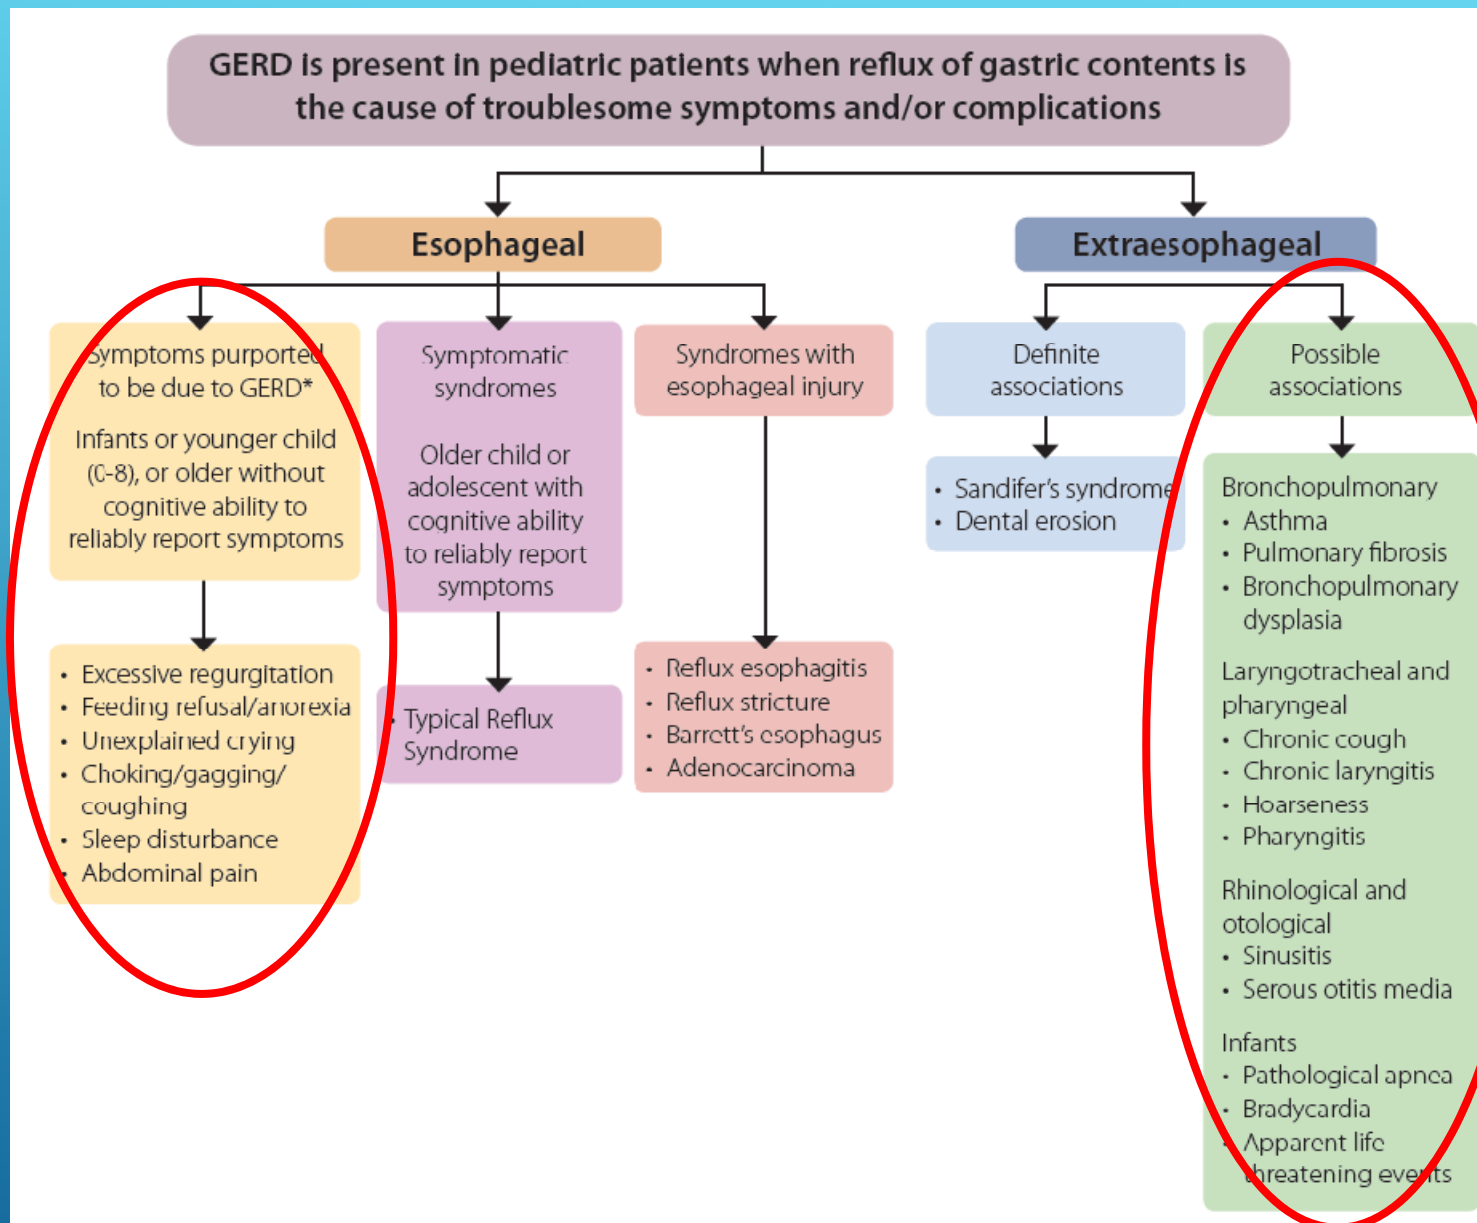 GERD is present in pediatric patients when reflux of gastric contents is
the cause of troublesome symptoms and/or complications
Esophageal
Symptoms purported
to be due to GERD*
Infants or younger child
(0-8), or older without
cognitive ability to
reliably report symptoms
• Excessive regurgitation
• Feeding refusal/anorexia
• Unexplained crying
• Choking/gagging/
coughing
• Sleep disturbance
• Abdominal pain
Symptomatic
syndromes
Older child or
adolescent with
cognitive ability
to reliably report
symptoms
• Typical Reflux
Syndrome
Syndromes with
esophageal injury
• Reflux esophagitis
• Reflux stricture
• Barrett's esophagus
• Adenocarcinoma
Extraesophageal
Definite
associations
• Sandifer's syndrome
• Dental erosion
Possible
associations
Bronchopulmonary
• Asthma
• Pulmonary fibrosis
• Bronchopulmonary
dysplasia
Laryngotracheal and
pharyngeal
• Chronic cough
• Chronic laryngitis
• Hoarseness
• Pharyngitis
Rhinological and
otological
• Sinusitis
• Serous otitis media
Infants
• Pathological apnea
• Bradycardia
• Apparent life
threatening events